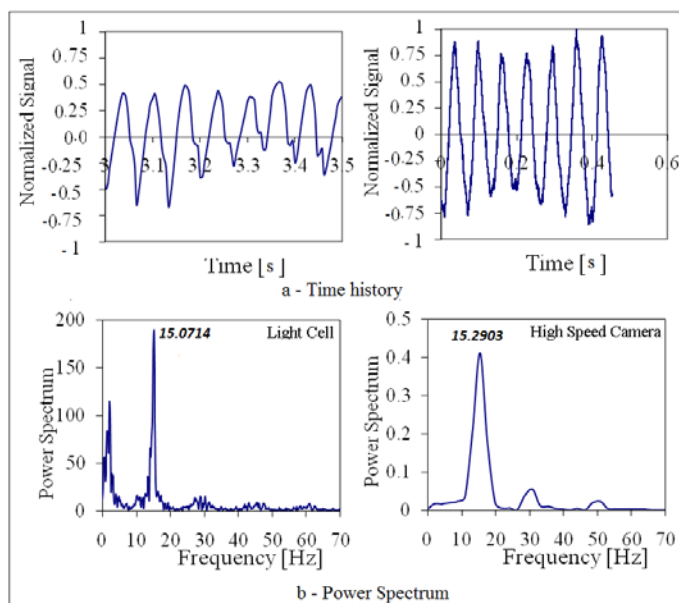 1
0.75
0.5
0.25
0.0
-0.25
-0.5
-0.75
-1
Normalized Signal
3
3.1
3.2
3.3
3.4
3.5
Time [s]
1
0.75
0.5
0.25
0
-0.25
-0.5
-0.75
-1
Normalized Signal
0
0.2
0.4
0.6
Time [s]
a - Time history
200
150
100
50
0
Power Spectrum
15.0714
Light Cell
0 10 20 30 40 50 60 70
Frequency [Hz]
0.5
0.4
0.3
0.2
0.1
0
Power Spectrum
15.2903
High Speed Camera
0 10 20 30 40 50 60 70
Frequency [Hz]
b - Power Spectrum